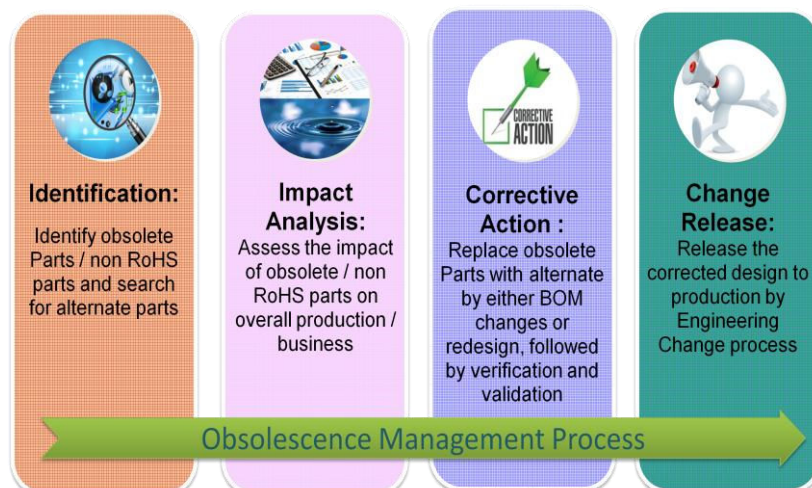 CORRECTIVE
ACTION
Identification:
Identify obsolete
Parts / non RoHS
parts and search
for alternate parts
Impact
Analysis:
Assess the impact
of obsolete / non
RoHS parts on
overall production /
business
Corrective
Action :
Replace obsolete
Parts with alternate
by either BOM
changes or
redesign, followed
by verification and
validation
Change
Release:
Release the
corrected design to
production by
Engineering
Change process
Obsolescence Management Process